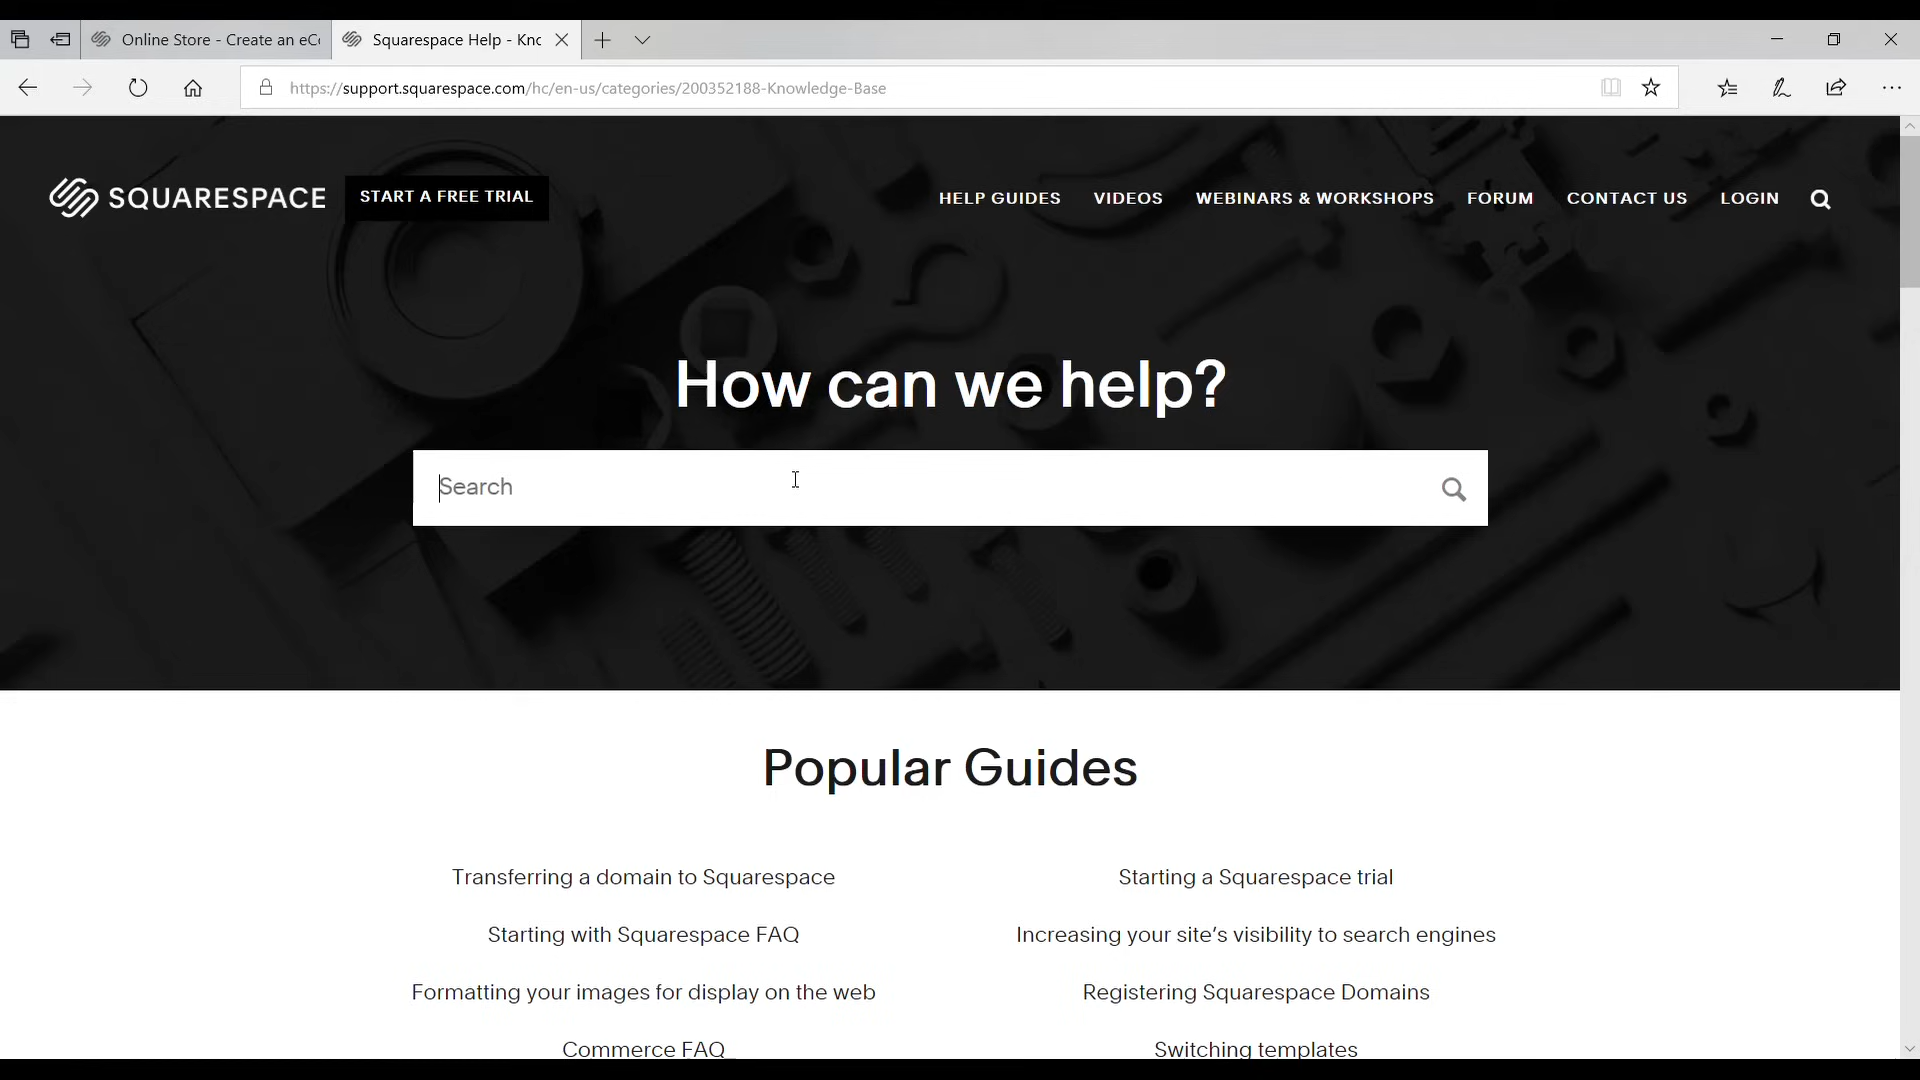 Online Store - Create an eC
Squarespace Help - Kno
https://support.squarespace.com/hc/en-us/categories/200352188-Knowledge-Base
SQUARESPACE
START A FREE TRIAL
HELP GUIDES
VIDEOS
WEBINARS & WORKSHOPS
FORUM
CONTACT US
LOGIN
How can we help?
Search
Popular Guides
Transferring a domain to Squarespace
Starting a Squarespace trial
Starting with Squarespace FAQ
Increasing your site's visibility to search engines
Formatting your images for display on the web
Registering Squarespace Domains
Commerce FAQ
Switching templates